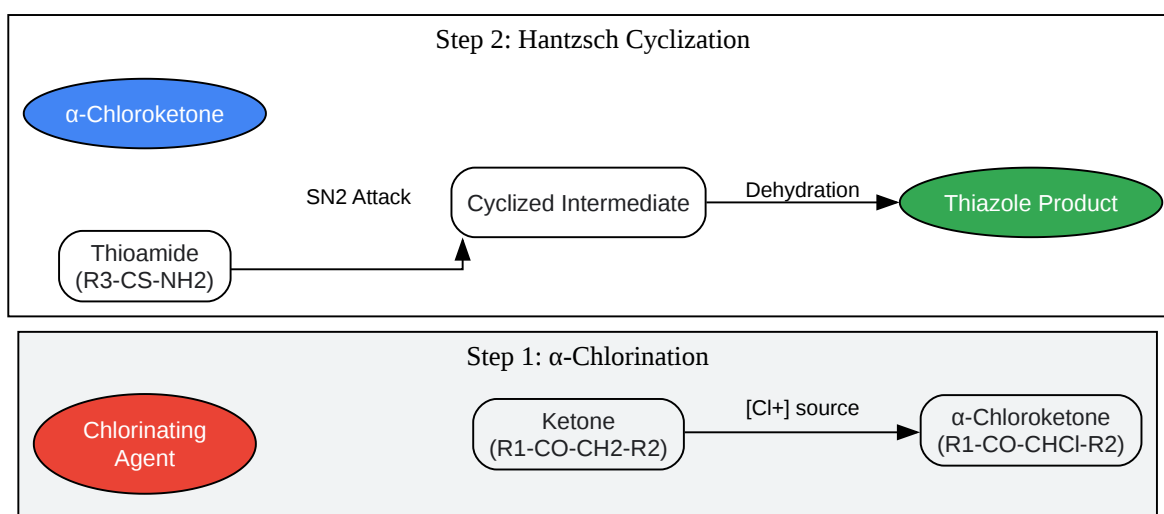 Step 2: Hantzsch Cyclization
α-Chloroketone
SN2 Attack
Cyclized Intermediate
Dehydration
Thiazole Product
Thioamide
(R3-CS-NH2)
Step 1: α-Chlorination
Chlorinating
Agent
Ketone
(R1-CO-CH2-R2)
[Cl+] source
α-Chloroketone
(R1-CO-CHCl-R2)